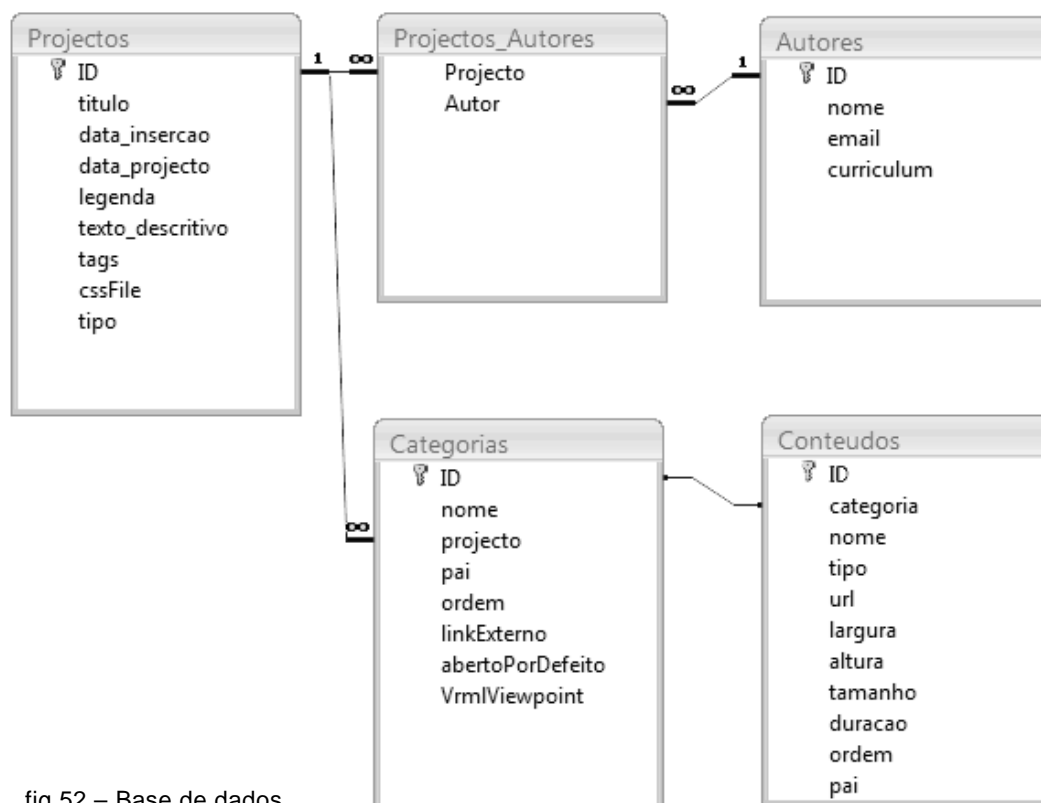 Projectos
ID
titulo
data_insercao
data_projecto
legenda
texto_descritivo
tags
cssFile
tipo
1 ∞
Projectos_Autores
Projecto
Autor
∞ 1
Autores
ID
nome
email
curriculum
∞
Categorias
ID
nome
projecto
pai
ordem
linkExterno
abertoPorDefeito
VrmlViewpoint
Conteudos
ID
categoria
nome
tipo
url
largura
altura
tamanho
duracao
ordem
pai
fig 52 – Base de dados